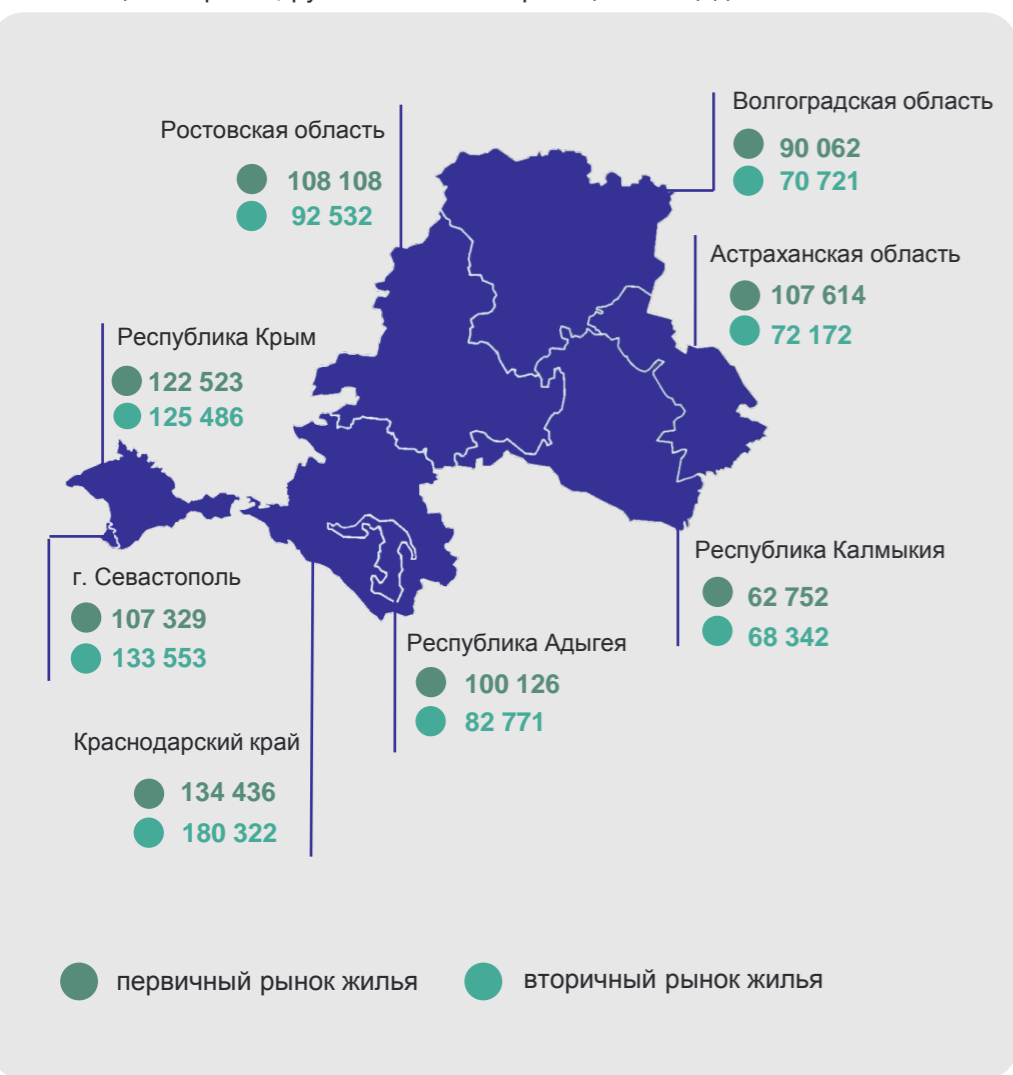 Ростовская область
108 108
92 532
Волгоградская область
90 062
70 721
Астраханская область
107 614
72 172
Республика Крым
122 523
125 486
г. Севастополь
107 329
133 553
Республика Калмыкия
62 752
68 342
Республика Адыгея
100 126
82 771
Краснодарский край
134 436
180 322
первичный рынок жилья
вторичный рынок жилья